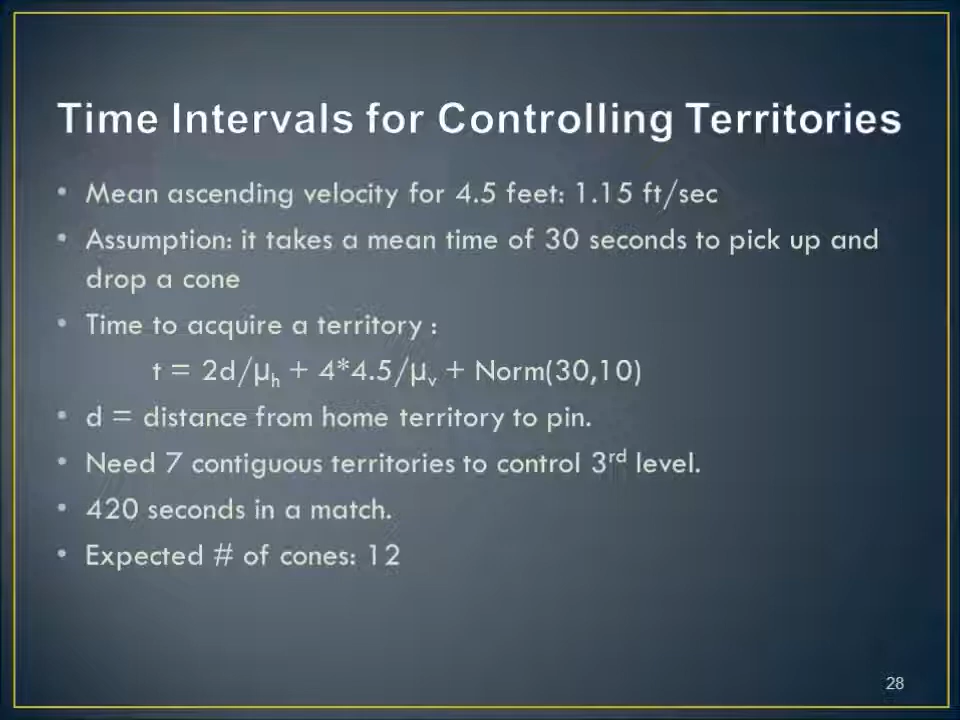 Time Intervals for Controlling Territories
• Mean ascending velocity for 4.5 feet: 1.15 ft/sec
• Assumption: it takes a mean time of 30 seconds to pick up and
drop a cone
• Time to acquire a territory :
t = 2d/µh + 4*4.5/µv + Norm(30,10)
• d = distance from home territory to pin.
• Need 7 contiguous territories to control 3rd level.
• 420 seconds in a match.
• Expected # of cones: 12
28